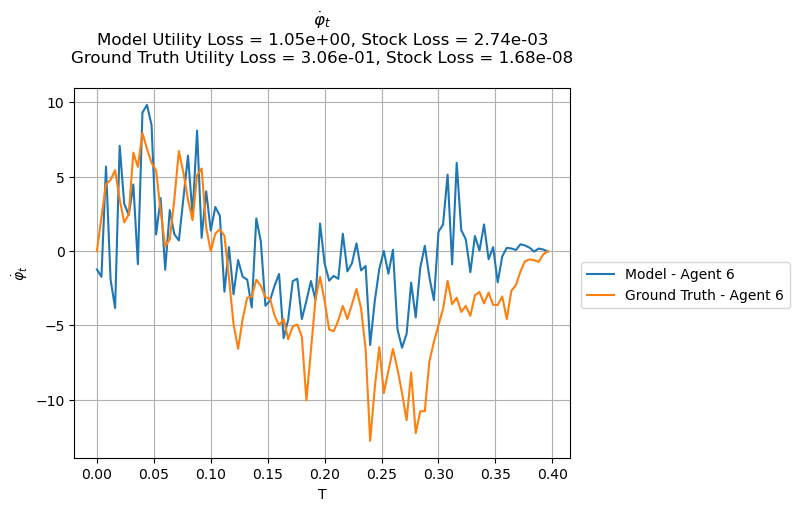 φ̇ₜ
Model Utility Loss = 1.05e+00, Stock Loss = 2.74e-03
Ground Truth Utility Loss = 3.06e-01, Stock Loss = 1.68e-08
10
5
0
−5
−10
φ̇ₜ
0.00 0.05 0.10 0.15 0.20 0.25 0.30 0.35 0.40
T
Model - Agent 6
Ground Truth - Agent 6